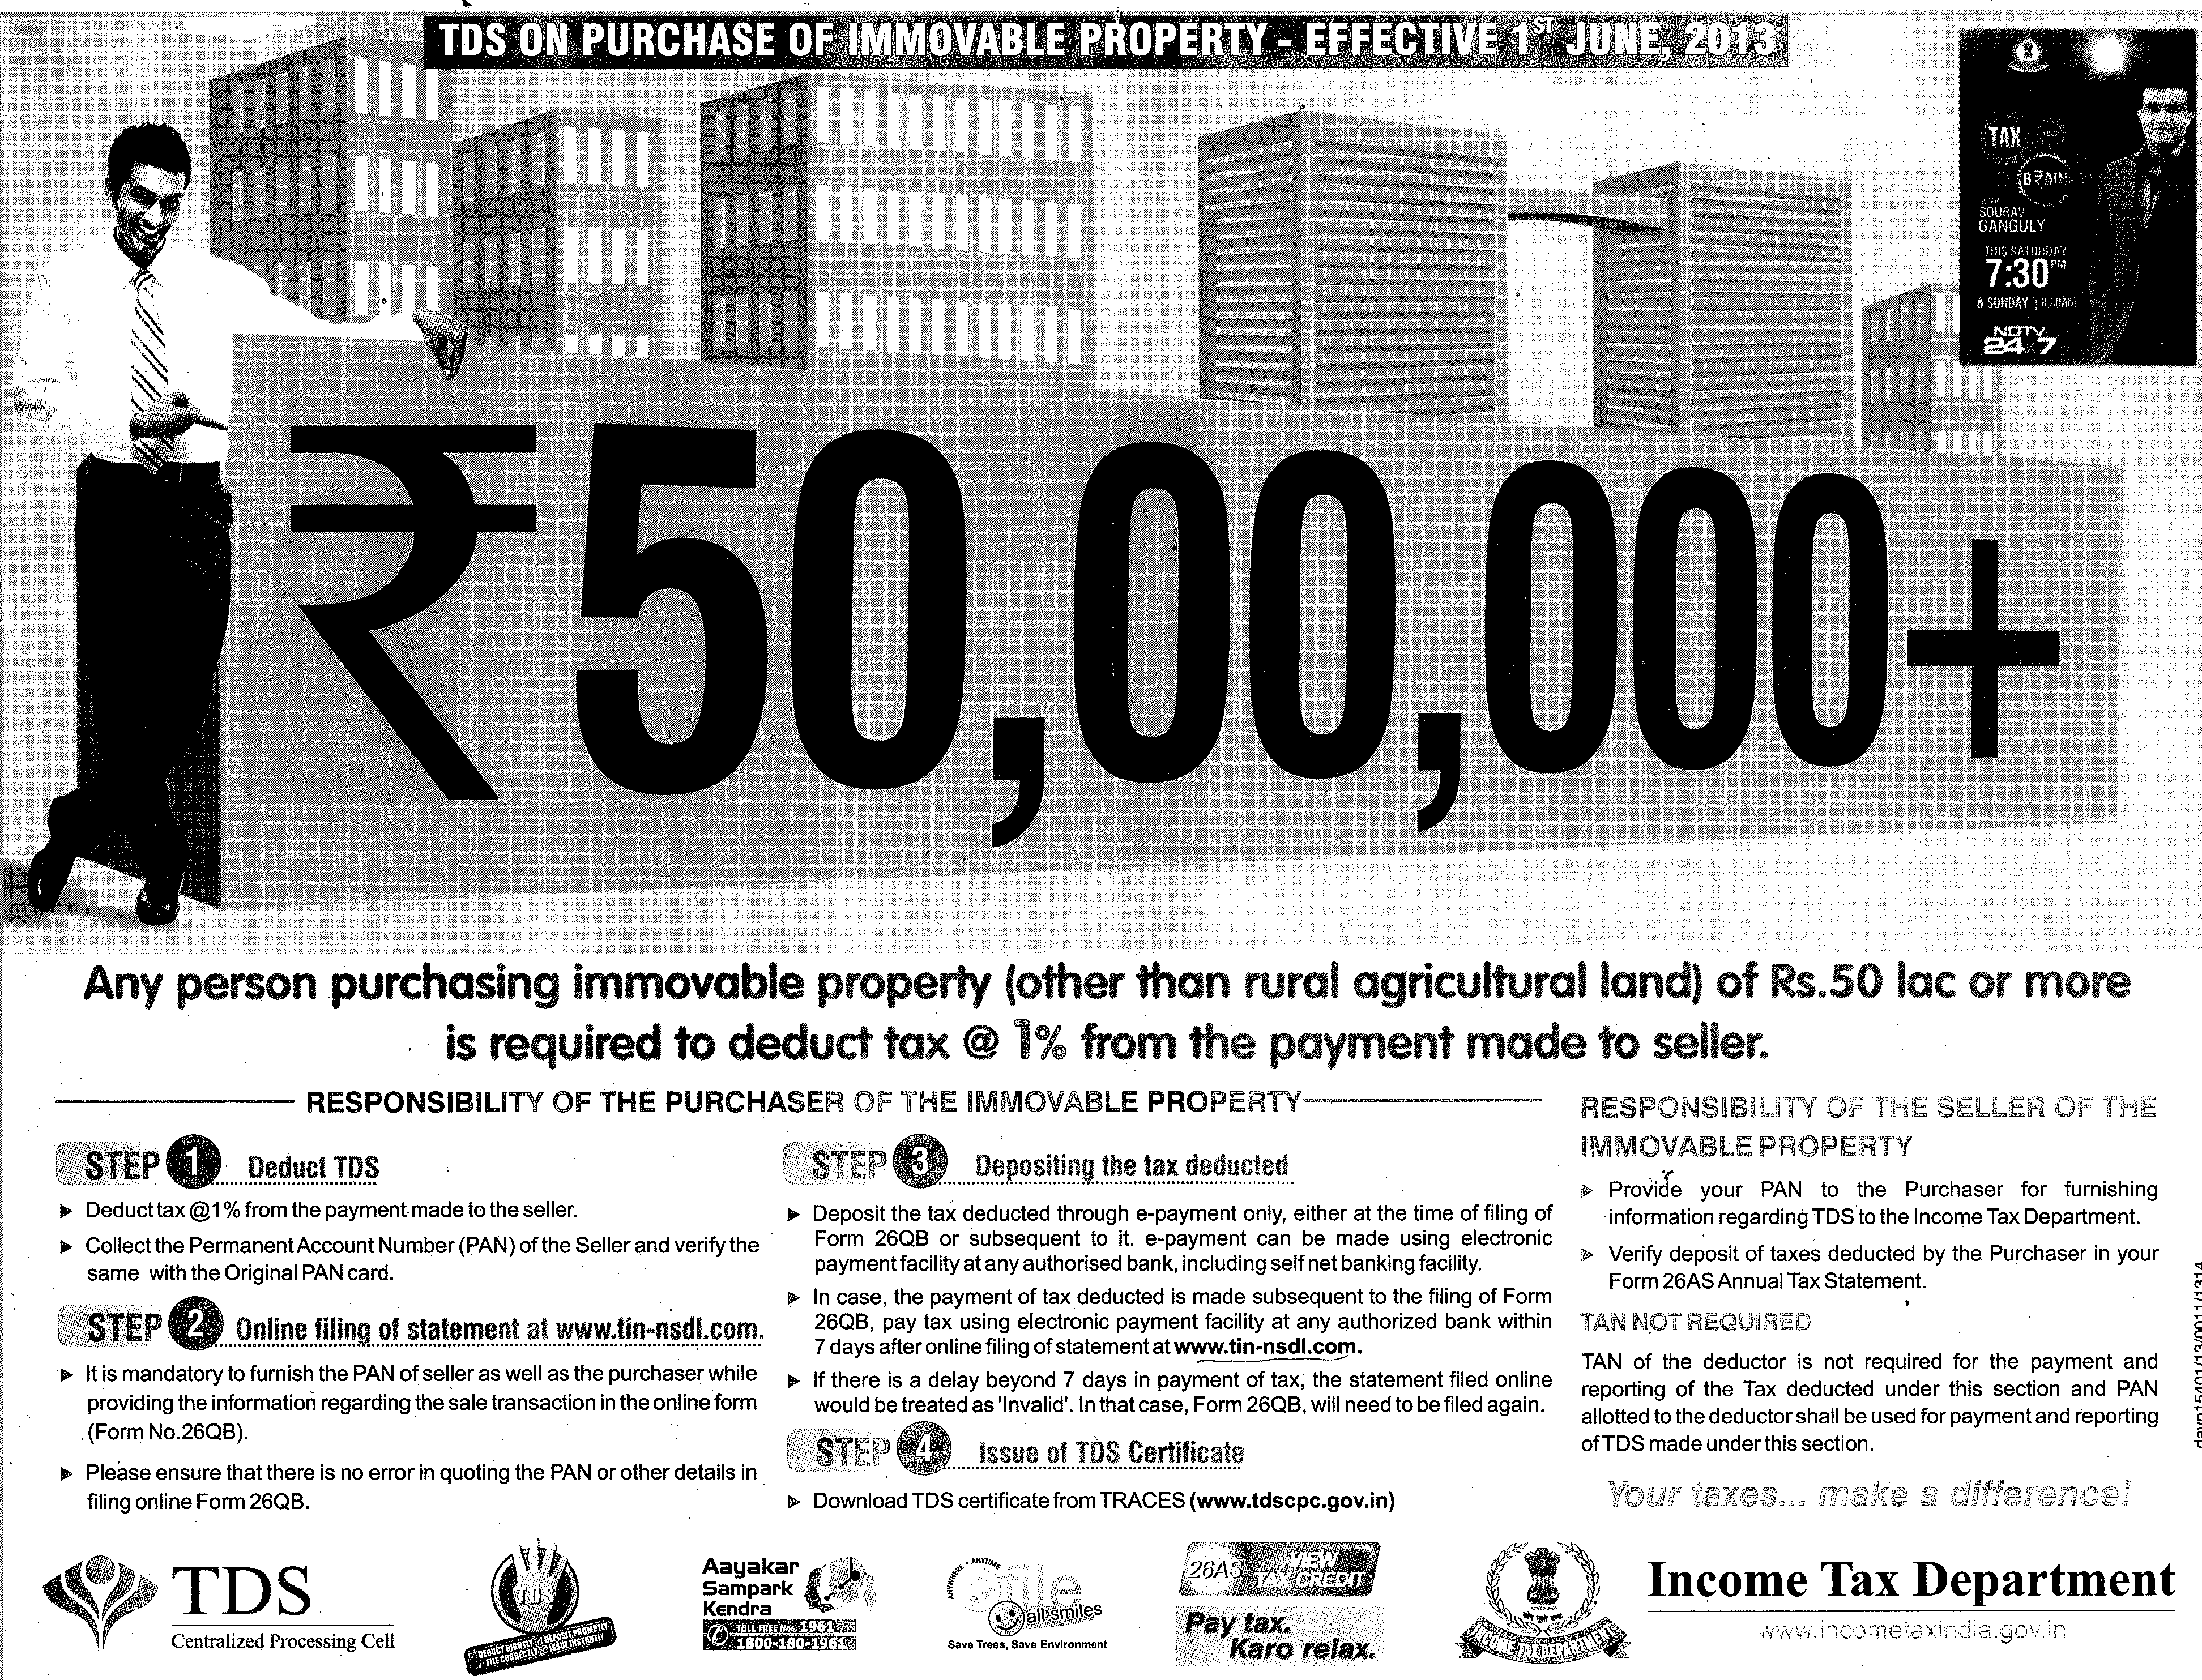 TDS ON PURCHASE OF IMMOVABLE PROPERTY - EFFECTIVE 1ST JUNE, 2013
TAX
B₹AIN
SOURAV
GANGULY
THIS SATURDAY
7:30 PM
& SUNDAY | 8:30AM
NDTV
24 7
₹50,00,000+
Any person purchasing immovable property (other than rural agricultural land) of Rs.50 lac or more
is required to deduct tax @ 1% from the payment made to seller.
RESPONSIBILITY OF THE PURCHASER OF THE IMMOVABLE PROPERTY
STEP 1 Deduct TDS
Deduct tax @1% from the payment made to the seller.
Collect the Permanent Account Number (PAN) of the Seller and verify the
same with the Original PAN card.
STEP 2 Online filing of statement at www.tin-nsdl.com.
It is mandatory to furnish the PAN of seller as well as the purchaser while
providing the information regarding the sale transaction in the online form
(Form No.26QB).
Please ensure that there is no error in quoting the PAN or other details in
filing online Form 26QB.
STEP 3 Depositing the tax deducted
Deposit the tax deducted through e-payment only, either at the time of filing of
Form 26QB or subsequent to it. e-payment can be made using electronic
payment facility at any authorised bank, including self net banking facility.
In case, the payment of tax deducted is made subsequent to the filing of Form
26QB, pay tax using electronic payment facility at any authorized bank within
7 days after online filing of statement at www.tin-nsdl.com.
If there is a delay beyond 7 days in payment of tax, the statement filed online
would be treated as 'Invalid'. In that case, Form 26QB, will need to be filed again.
STEP 4 Issue of TDS Certificate
Download TDS certificate from TRACES (www.tdscpc.gov.in)
RESPONSIBILITY OF THE SELLER OF THE
IMMOVABLE PROPERTY
Provide your PAN to the Purchaser for furnishing
information regarding TDS to the Income Tax Department.
Verify deposit of taxes deducted by the Purchaser in your
Form 26AS Annual Tax Statement.
TAN NOT REQUIRED
TAN of the deductor is not required for the payment and
reporting of the Tax deducted under this section and PAN
allotted to the deductor shall be used for payment and reporting
of TDS made under this section.
Your taxes... make a difference!
davp15401/13/0011/1314
TDS
Centralized Processing Cell
TDS
DEDUCT RIGHTLY DEPOSIT PROMPTLY
FILE CORRECTLY ISSUE INSTANTLY
Aayakar
Sampark
Kendra
TOLL FREE No. 1961
1800-180-1961
ANYWHERE • ANYTIME
efile
all smiles
Save Trees, Save Environment
26AS VIEW
TAX CREDIT
Pay tax.
Karo relax.
INCOME TAX DEPARTMENT
Income Tax Department
www.incometaxindia.gov.in